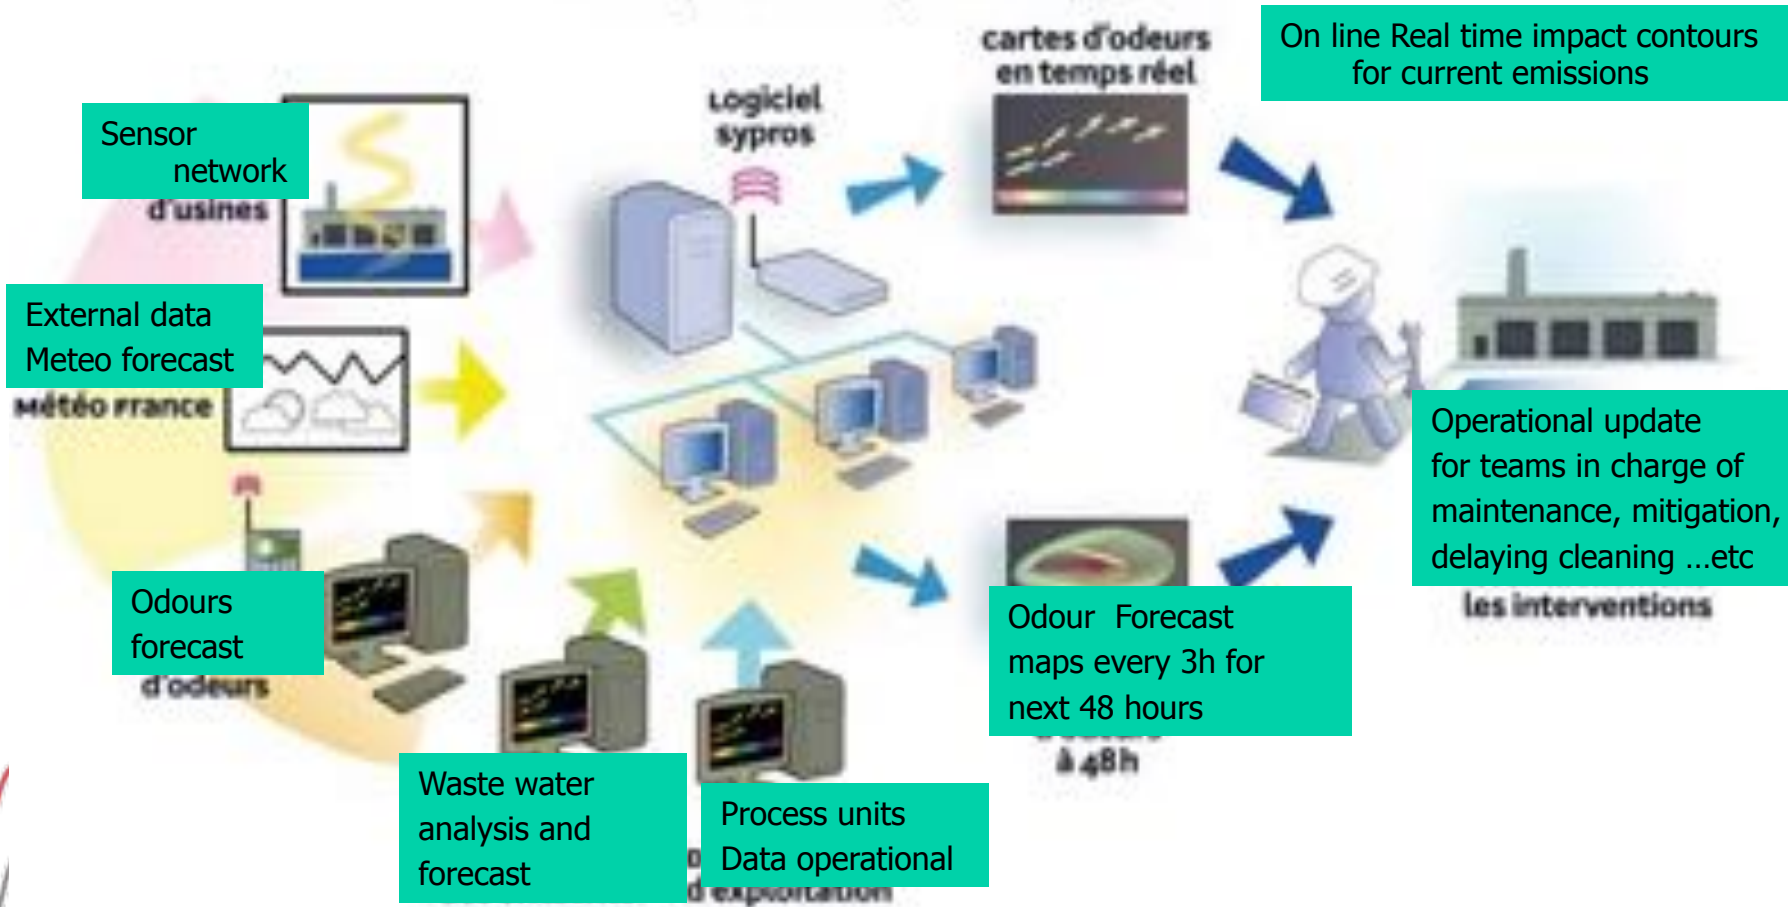 cartes d'odeurs
en temps réel
On line Real time impact contours
for current emissions
Logiciel
sypros
Sensor
network
d'usines
External data
Meteo forecast
Météo France
Operational update
for teams in charge of
maintenance, mitigation,
delaying cleaning ...etc
les interventions
Odours
forecast
d'odeurs
Odour Forecast
maps every 3h for
next 48 hours
à 48h
Waste water
analysis and
forecast
Process units
Data operational
d'exploitation